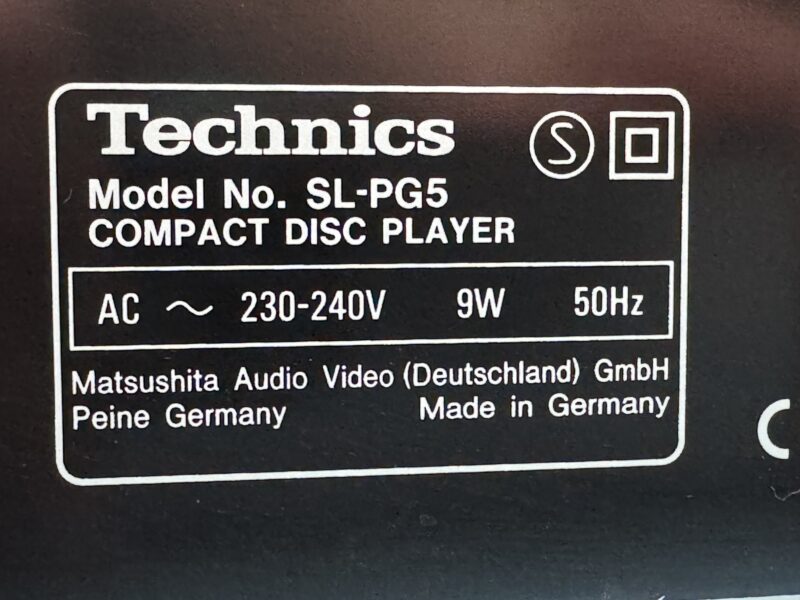 Technics
Model No. SL-PG5
COMPACT DISC PLAYER
AC ~ 230-240V 9W 50Hz
Matsushita Audio Video (Deutschland) GmbH
Peine Germany Made in Germany